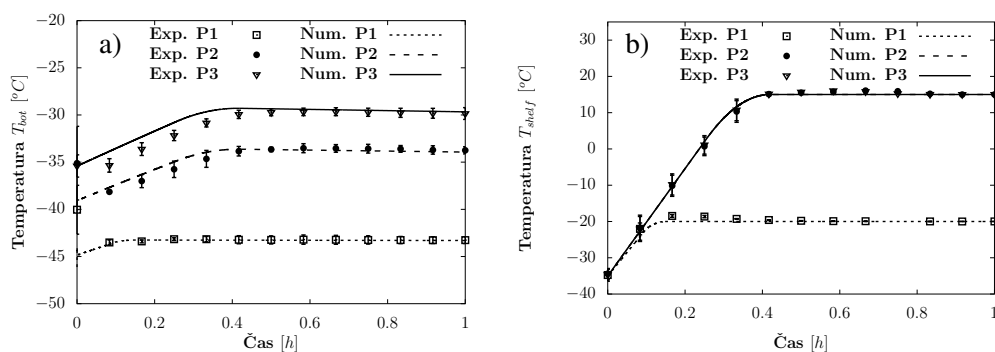 a)
Exp. P1 Num. P1
Exp. P2 Num. P2
Exp. P3 Num. P3
−20
−25
−30
−35
−40
−45
−50
Temperatura T_bot [°C]
0 0.2 0.4 0.6 0.8 1
Čas [h]
b)
Exp. P1 Num. P1
Exp. P2 Num. P2
Exp. P3 Num. P3
40
30
20
10
0
−10
−20
−30
−40
Temperatura T_shelf [°C]
0 0.2 0.4 0.6 0.8 1
Čas [h]